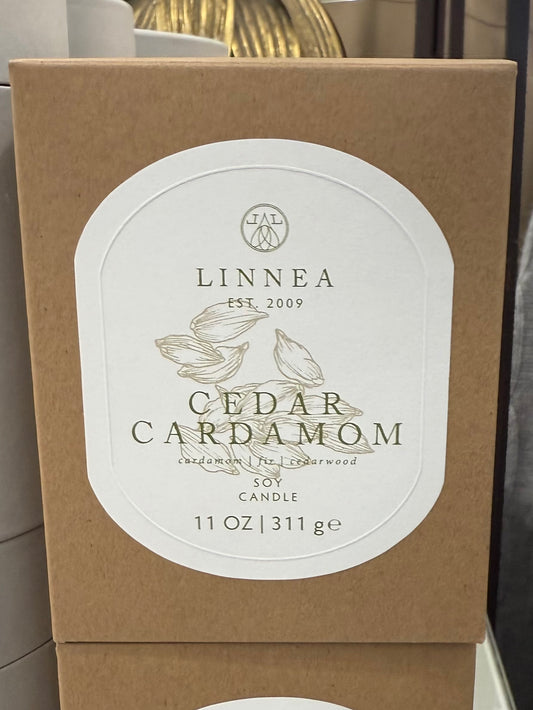 LINNEA
EST. 2009
CEDAR
CARDAMOM
cardamom | fir | cedarwood
SOY
CANDLE
11 OZ | 311 g℮